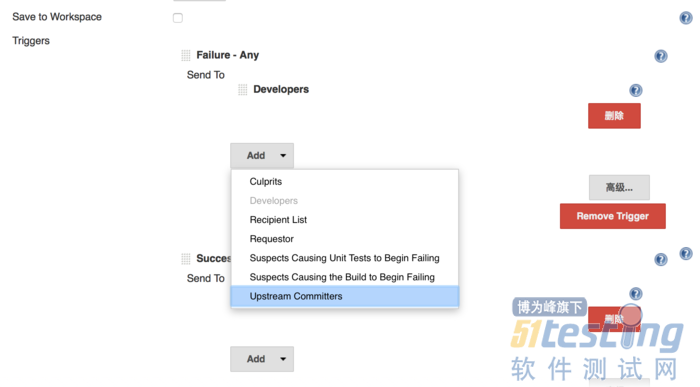 Save to Workspace
Triggers
Failure - Any
Send To
Developers
删除
Add
Culprits
Developers
Recipient List
Requestor
Suspects Causing Unit Tests to Begin Failing
Suspects Causing the Build to Begin Failing
Upstream Committers
高级...
Remove Trigger
Succes
Send To
删除
Add
博为峰旗下
51testing
软件测试网